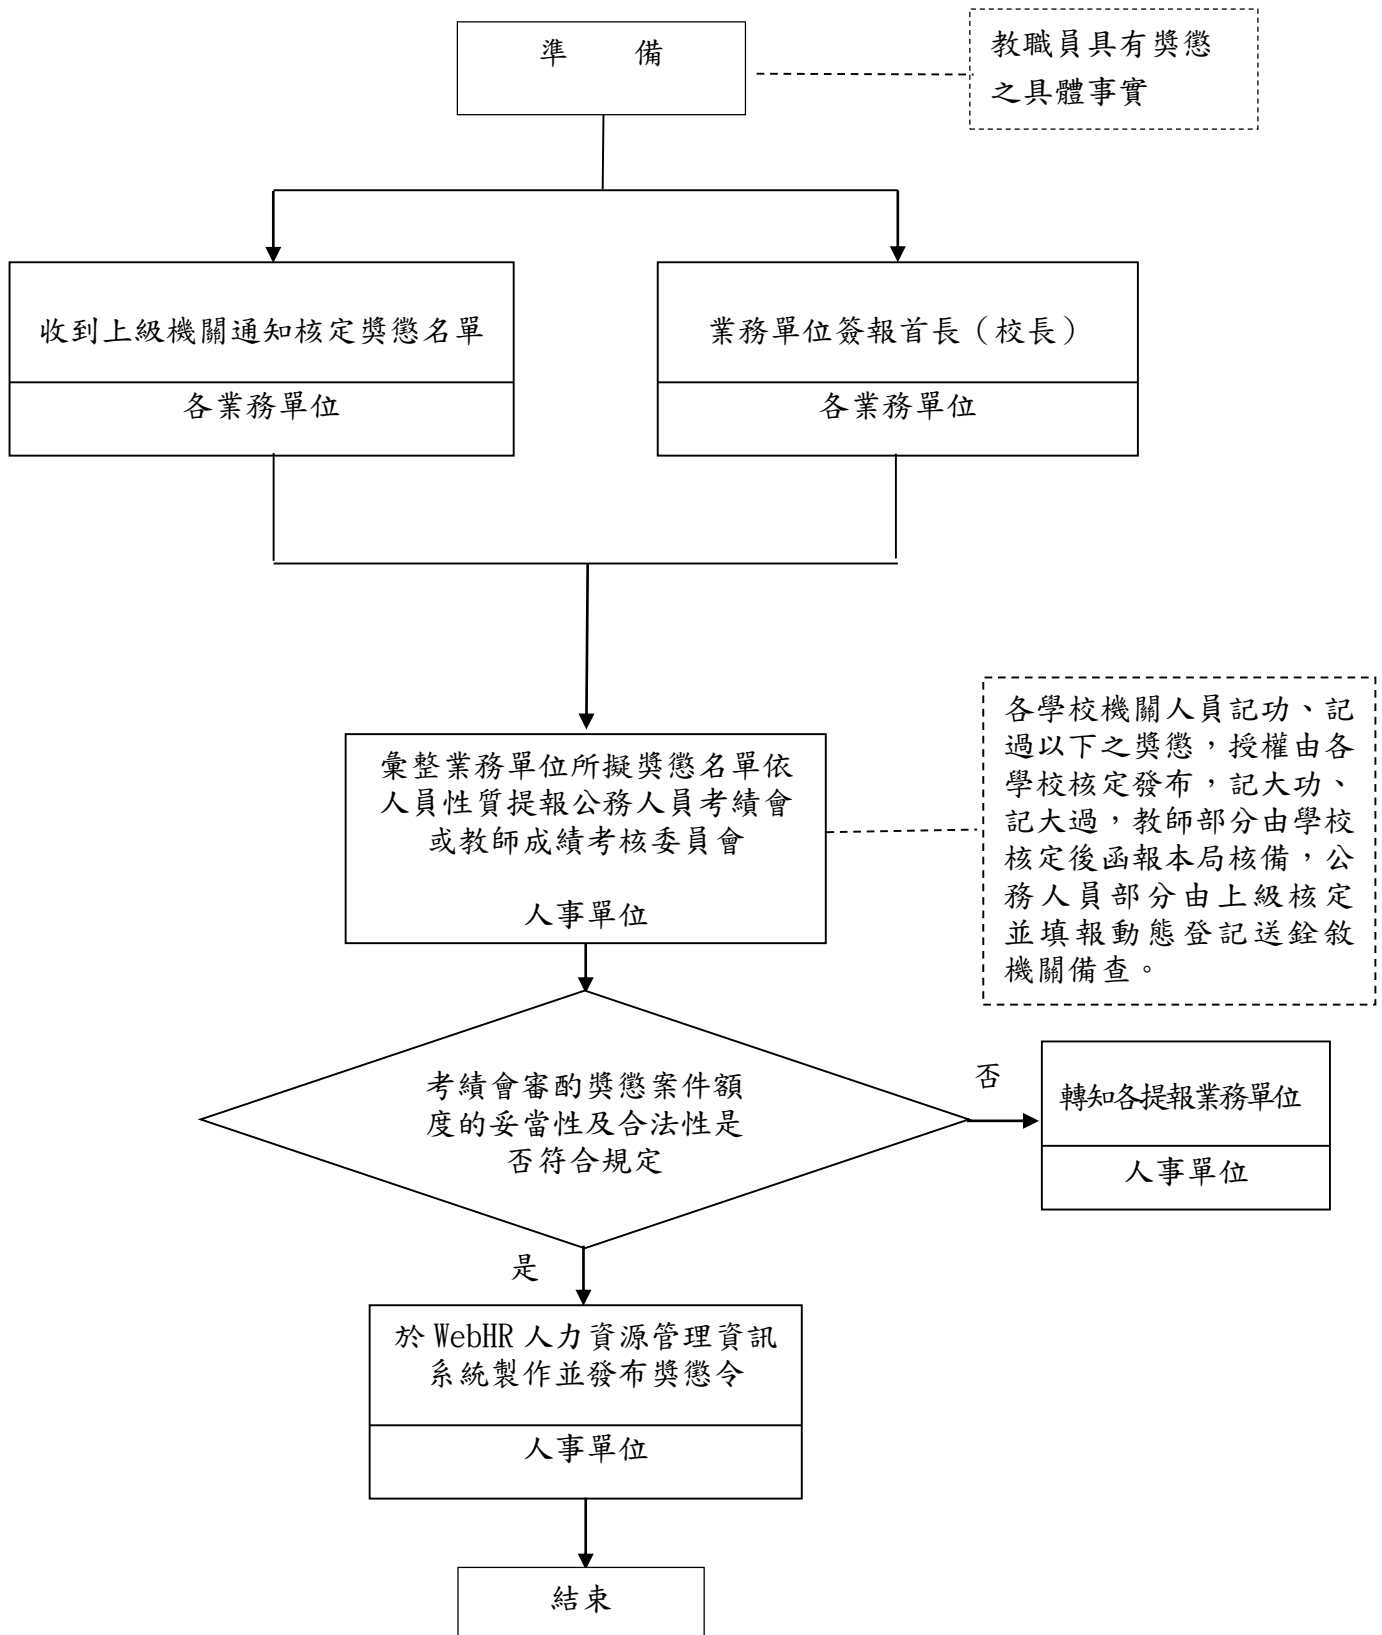 準　　備
教職員具有獎懲
之具體事實
收到上級機關通知核定獎懲名單
各業務單位
業務單位簽報首長（校長）
各業務單位
各學校機關人員記功、記
過以下之獎懲，授權由各
學校核定發布，記大功、
記大過，教師部分由學校
核定後函報本局核備，公
務人員部分由上級核定
並填報動態登記送銓敘
機關備查。
彙整業務單位所擬獎懲名單依
人員性質提報公務人員考績會
或教師成績考核委員會
人事單位
考績會審酌獎懲案件額
度的妥當性及合法性是
否符合規定
否
轉知各提報業務單位
人事單位
是
於 WebHR 人力資源管理資訊
系統製作並發布獎懲令
人事單位
結束